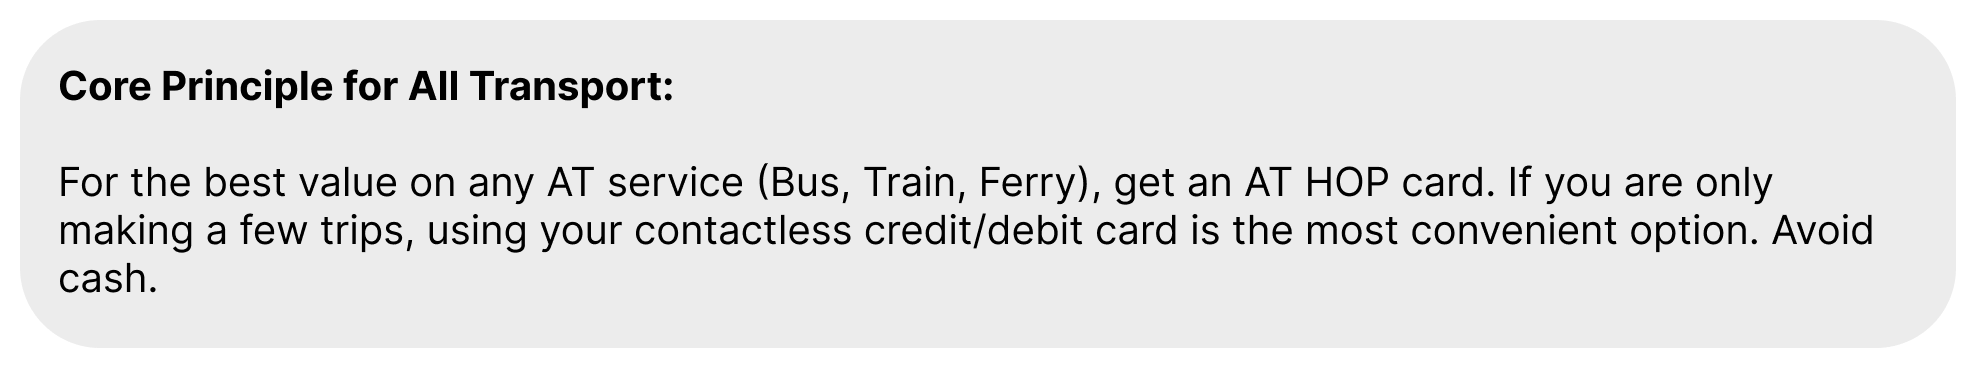 Core Principle for All Transport:
For the best value on any AT service (Bus, Train, Ferry), get an AT HOP card. If you are only
making a few trips, using your contactless credit/debit card is the most convenient option. Avoid
cash.